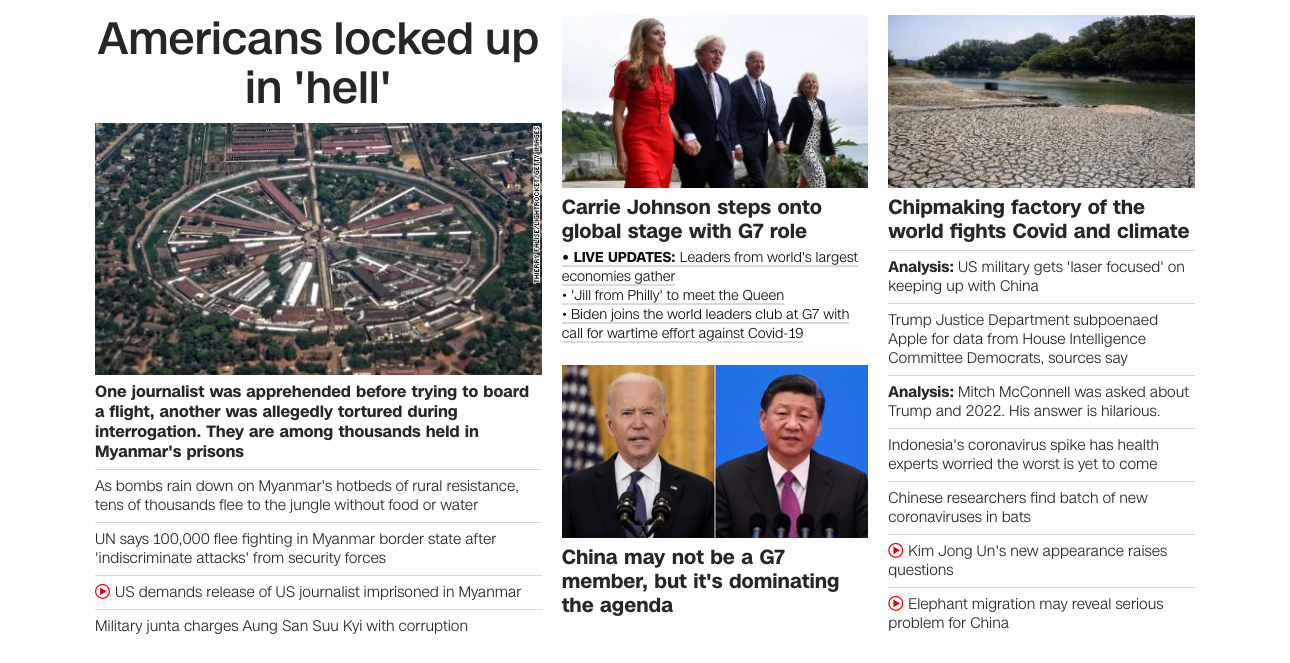 Americans locked up
in 'hell'
THIERRY FALISE/LIGHTROCKET/GETTY IMAGES
One journalist was apprehended before trying to board
a flight, another was allegedly tortured during
interrogation. They are among thousands held in
Myanmar's prisons
As bombs rain down on Myanmar's hotbeds of rural resistance,
tens of thousands flee to the jungle without food or water
UN says 100,000 flee fighting in Myanmar border state after
'indiscriminate attacks' from security forces
US demands release of US journalist imprisoned in Myanmar
Military junta charges Aung San Suu Kyi with corruption
Carrie Johnson steps onto
global stage with G7 role
• LIVE UPDATES: Leaders from world's largest
economies gather
• 'Jill from Philly' to meet the Queen
• Biden joins the world leaders club at G7 with
call for wartime effort against Covid-19
China may not be a G7
member, but it's dominating
the agenda
Chipmaking factory of the
world fights Covid and climate
Analysis: US military gets 'laser focused' on
keeping up with China
Trump Justice Department subpoenaed
Apple for data from House Intelligence
Committee Democrats, sources say
Analysis: Mitch McConnell was asked about
Trump and 2022. His answer is hilarious.
Indonesia's coronavirus spike has health
experts worried the worst is yet to come
Chinese researchers find batch of new
coronaviruses in bats
Kim Jong Un's new appearance raises
questions
Elephant migration may reveal serious
problem for China